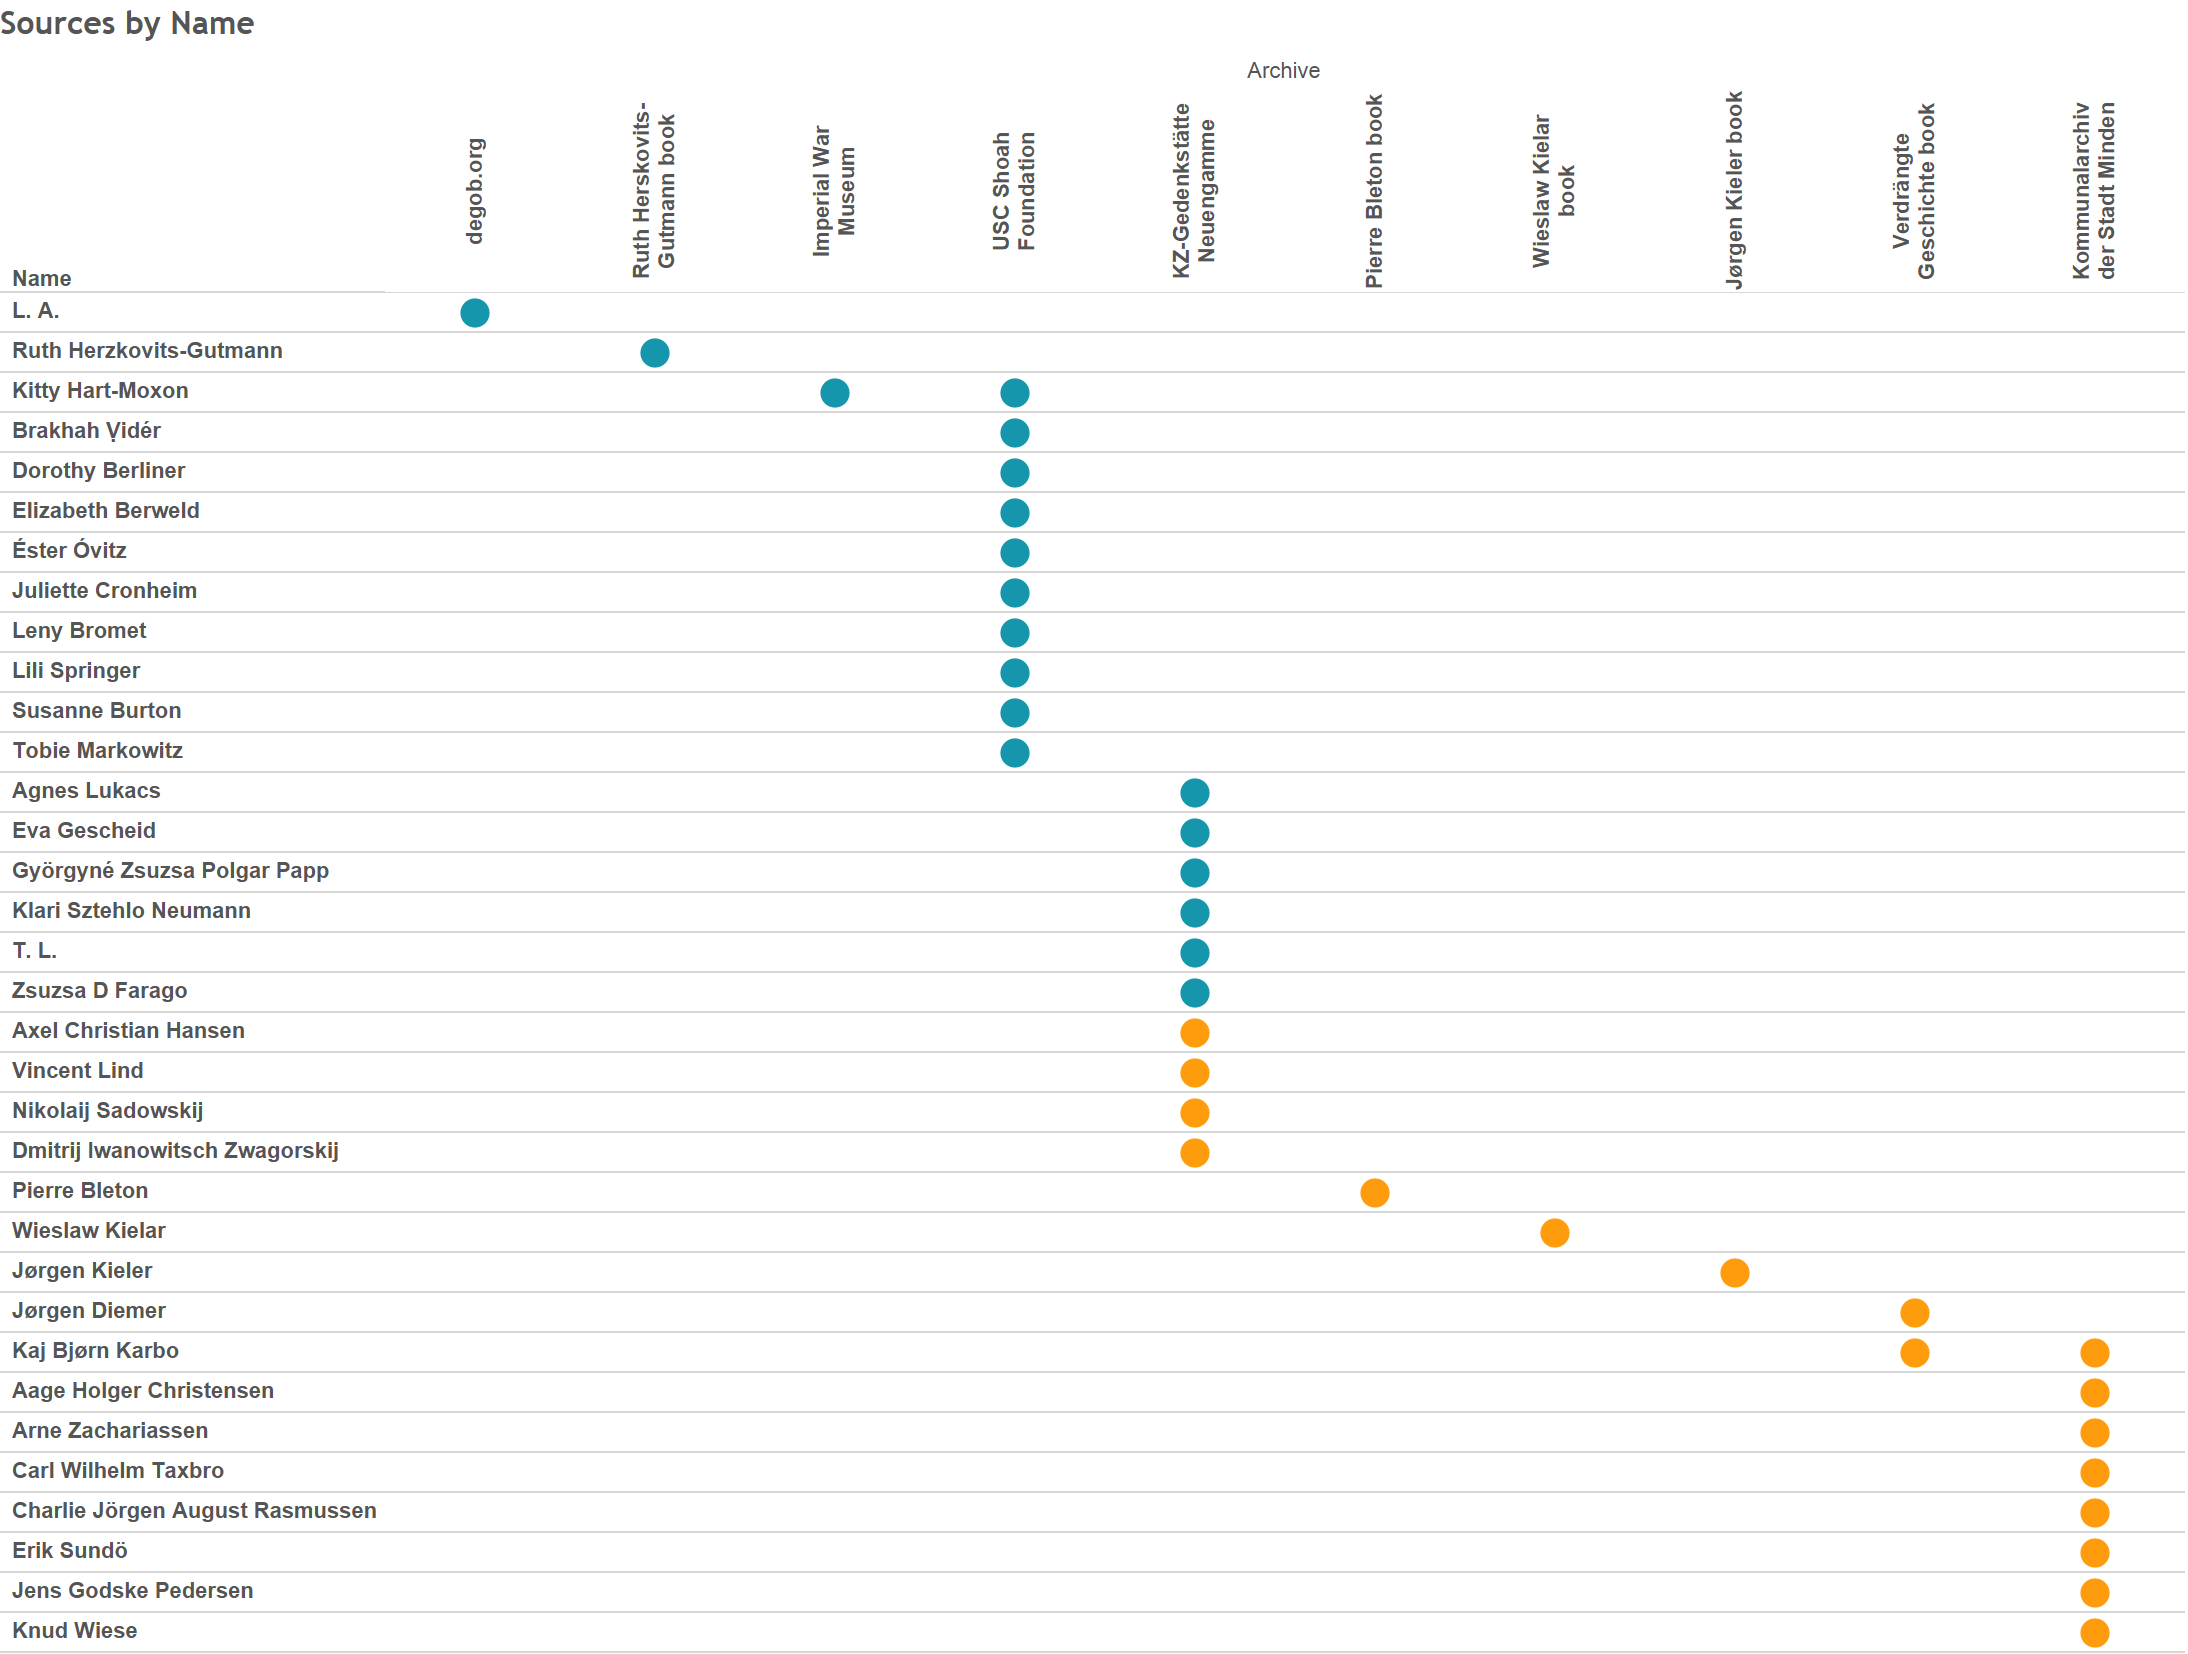 Sources by Name
Archive
Name
degob.org
Ruth Herskovits-
Gutmann book
Imperial War
Museum
USC Shoah
Foundation
KZ-Gedenkstätte
Neuengamme
Pierre Bleton book
Wieslaw Kielar
book
Jørgen Kieler book
Verdrängte
Geschichte book
Kommunalarchiv
der Stadt Minden
L. A.
Ruth Herzkovits-Gutmann
Kitty Hart-Moxon
Brakhah Ṿidér
Dorothy Berliner
Elizabeth Berweld
Éster Óvitz
Juliette Cronheim
Leny Bromet
Lili Springer
Susanne Burton
Tobie Markowitz
Agnes Lukacs
Eva Gescheid
Györgyné Zsuzsa Polgar Papp
Klari Sztehlo Neumann
T. L.
Zsuzsa D Farago
Axel Christian Hansen
Vincent Lind
Nikolaij Sadowskij
Dmitrij Iwanowitsch Zwagorskij
Pierre Bleton
Wieslaw Kielar
Jørgen Kieler
Jørgen Diemer
Kaj Bjørn Karbo
Aage Holger Christensen
Arne Zachariassen
Carl Wilhelm Taxbro
Charlie Jörgen August Rasmussen
Erik Sundö
Jens Godske Pedersen
Knud Wiese